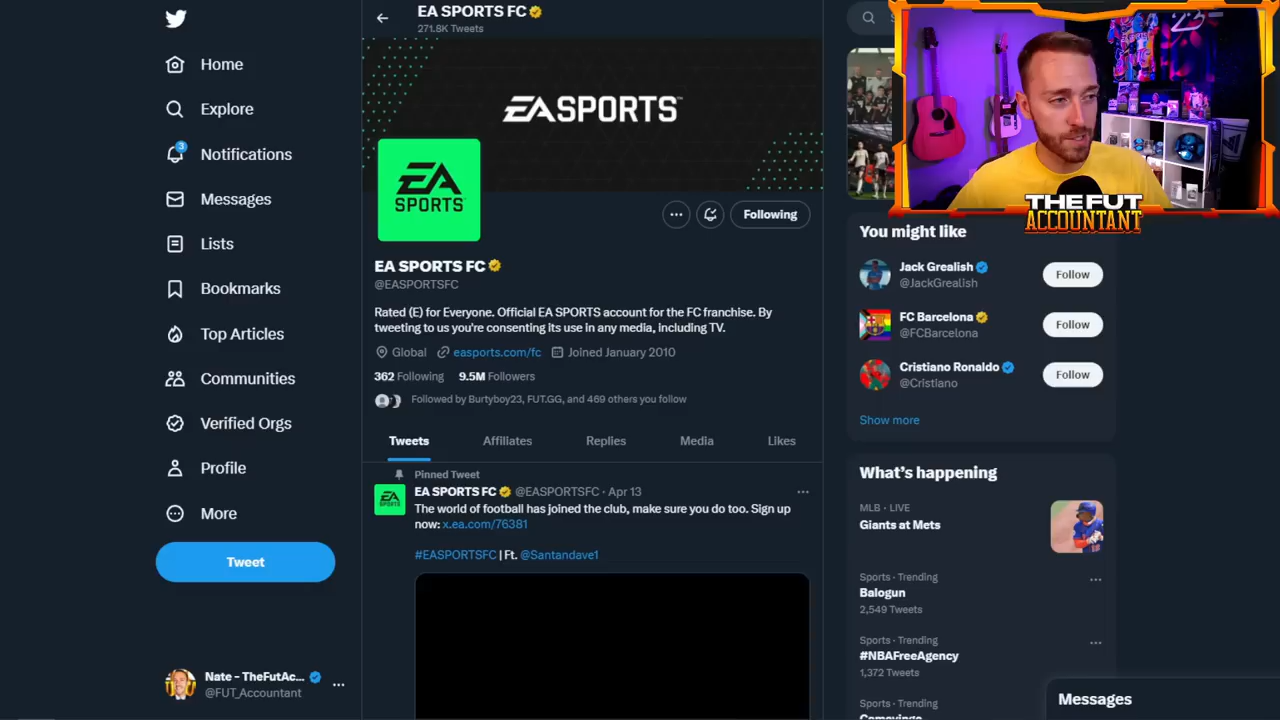 Home
Explore
3
Notifications
Messages
Lists
Bookmarks
Top Articles
Communities
Verified Orgs
Profile
More
Tweet
Nate - TheFutAc...
@FUT_Accountant
EA SPORTS FC
271.8K Tweets
EA SPORTS™
EA
SPORTS
Following
EA SPORTS FC
@EASPORTSFC
Rated (E) for Everyone. Official EA SPORTS account for the FC franchise. By
tweeting to us you're consenting its use in any media, including TV.
Global easports.com/fc Joined January 2010
362 Following 9.5M Followers
Followed by Burtyboy23, FUT.GG, and 469 others you follow
Tweets Affiliates Replies Media Likes
Pinned Tweet
EA SPORTS FC @EASPORTSFC · Apr 13
The world of football has joined the club, make sure you do too. Sign up
now: x.ea.com/76381
#EASPORTSFC | Ft. @Santandave1
EA
SPORTS
THE FUT
ACCOUNTANT
You might like
Jack Grealish
@JackGrealish
Follow
FC Barcelona
@FCBarcelona
Follow
Cristiano Ronaldo
@Cristiano
Follow
Show more
What's happening
MLB · LIVE
Giants at Mets
Sports · Trending
Balogun
2,549 Tweets
Sports · Trending
#NBAFreeAgency
1,372 Tweets
Sports · Trending
Camavinga
Messages